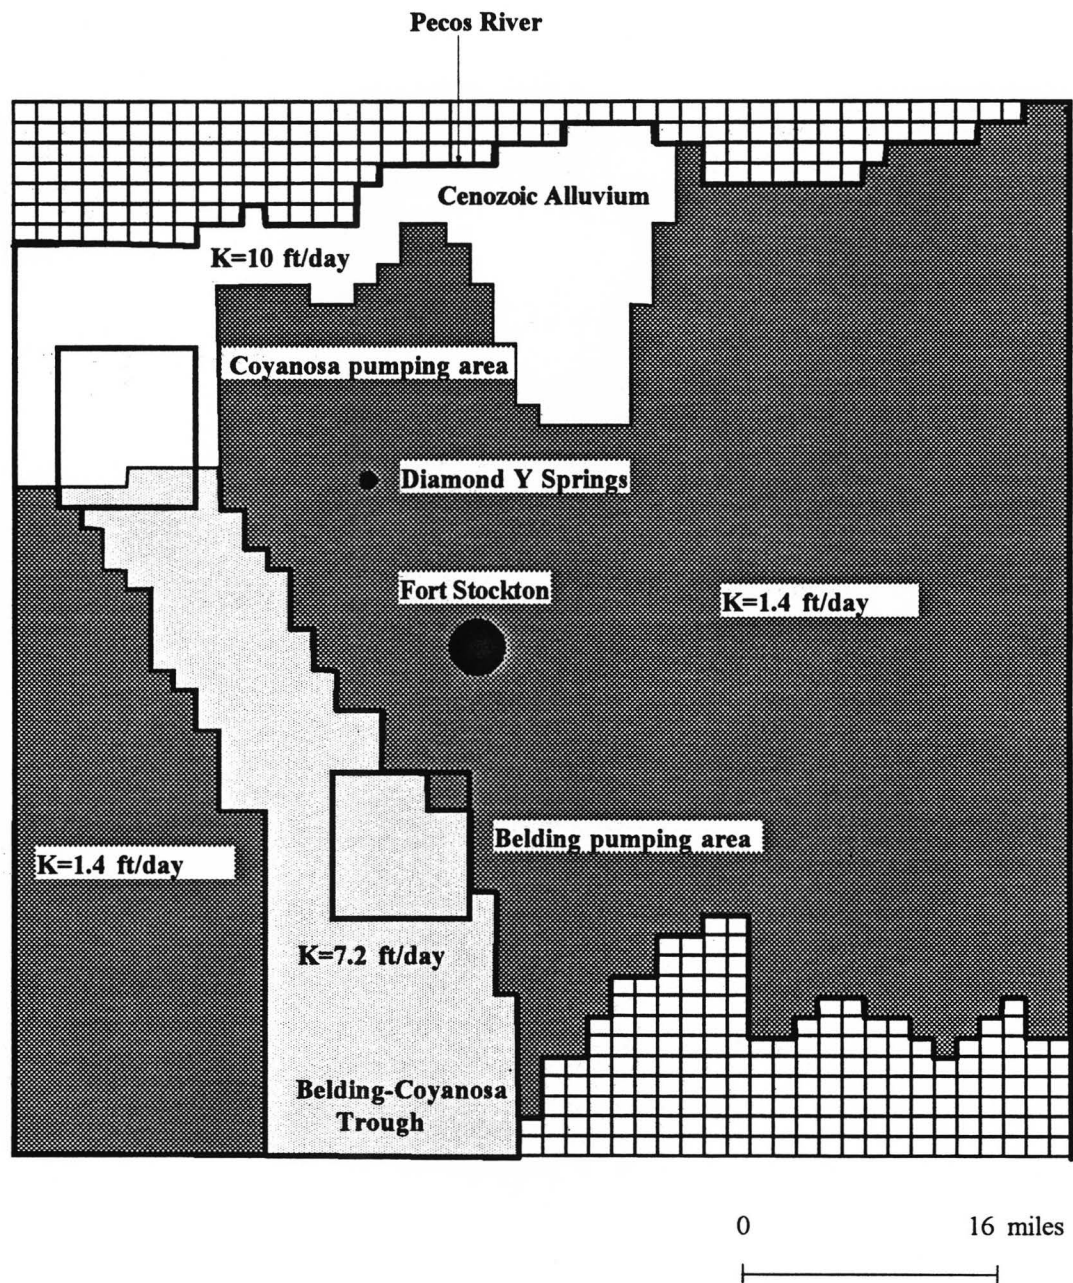 Pecos River
Cenozoic Alluvium
K=10 ft/day
Coyanosa pumping area
Diamond Y Springs
Fort Stockton
K=1.4 ft/day
Belding pumping area
K=1.4 ft/day
K=7.2 ft/day
Belding-Coyanosa
Trough
0 16 miles